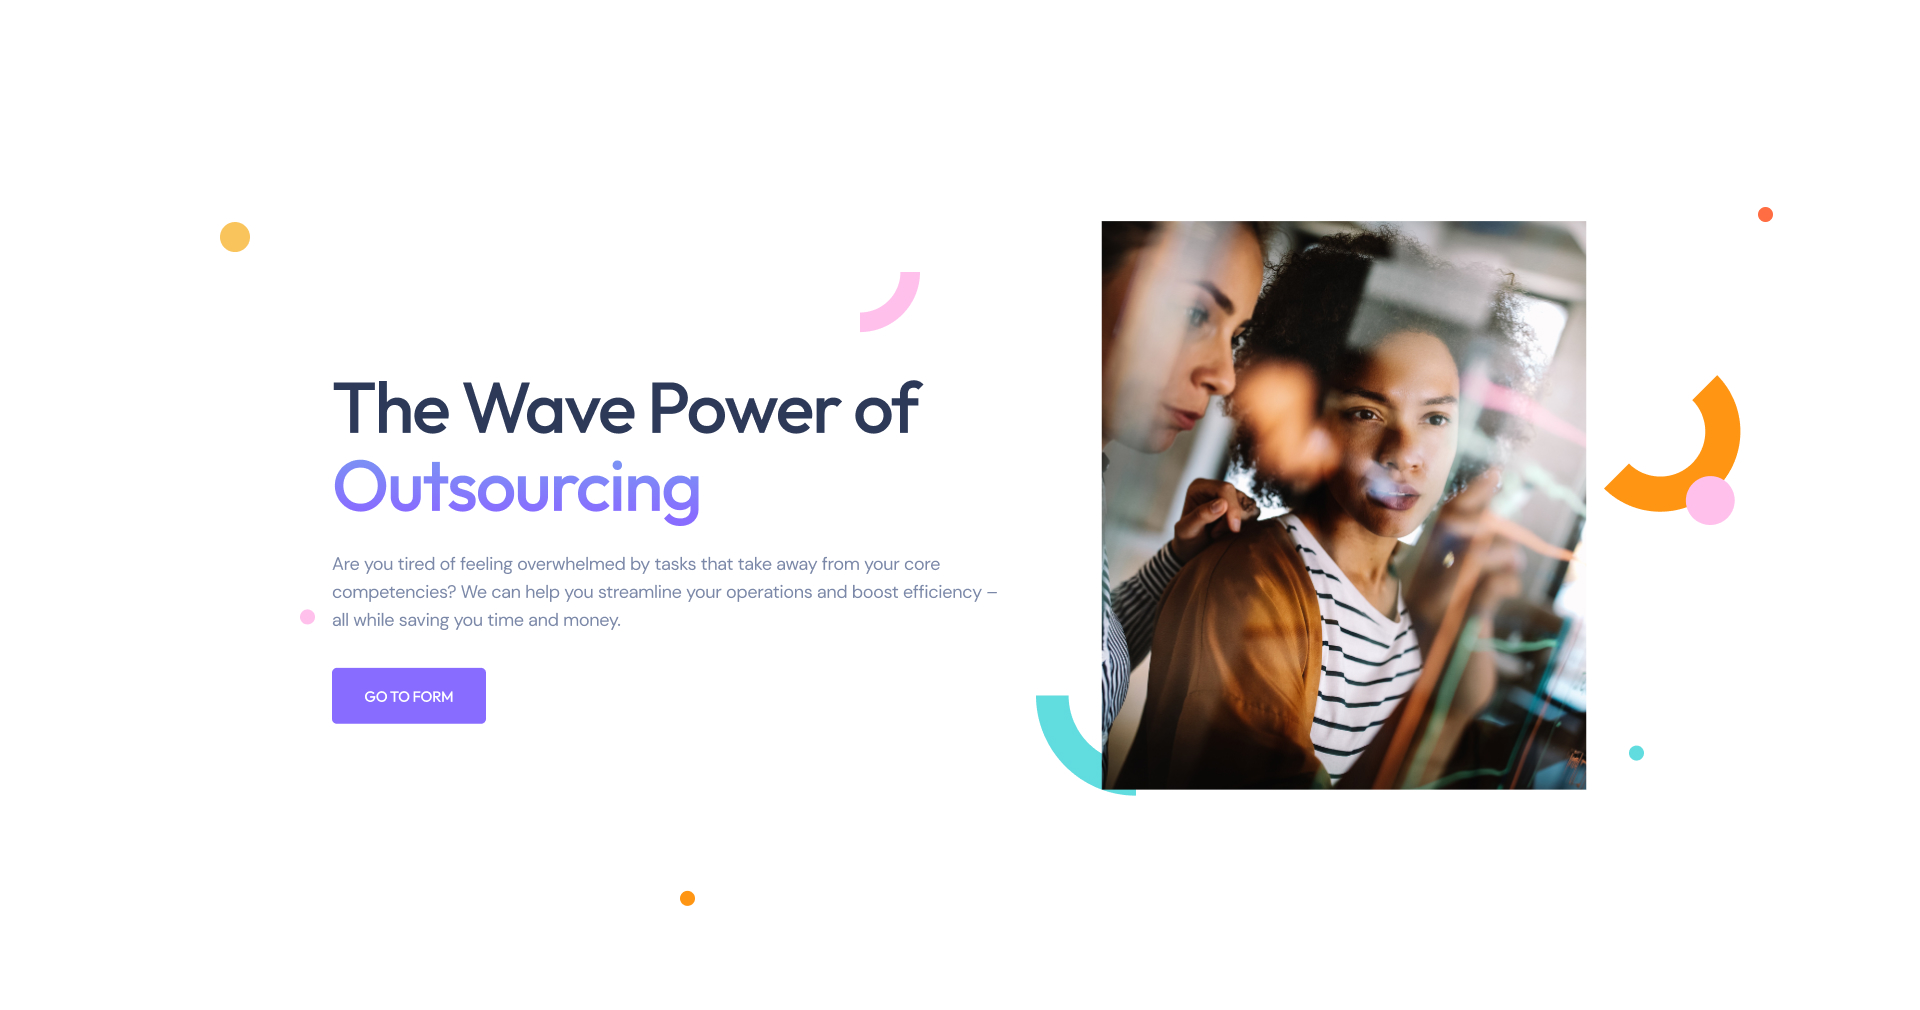 The Wave Power of
Outsourcing
Are you tired of feeling overwhelmed by tasks that take away from your core
competencies? We can help you streamline your operations and boost efficiency –
all while saving you time and money.
GO TO FORM